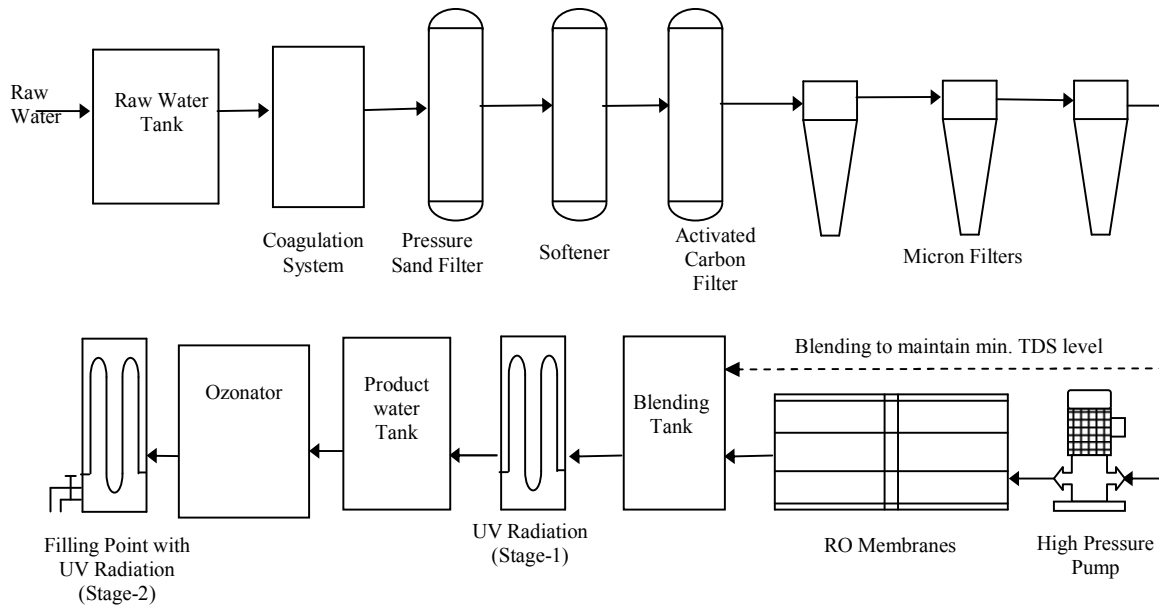 Raw
Water
Raw Water
Tank
Coagulation
System
Pressure
Sand Filter
Softener
Activated
Carbon
Filter
Micron Filters
Blending to maintain min. TDS level
Ozonator
Product
water
Tank
Blending
Tank
Filling Point with
UV Radiation
(Stage-2)
UV Radiation
(Stage-1)
RO Membranes
High Pressure
Pump